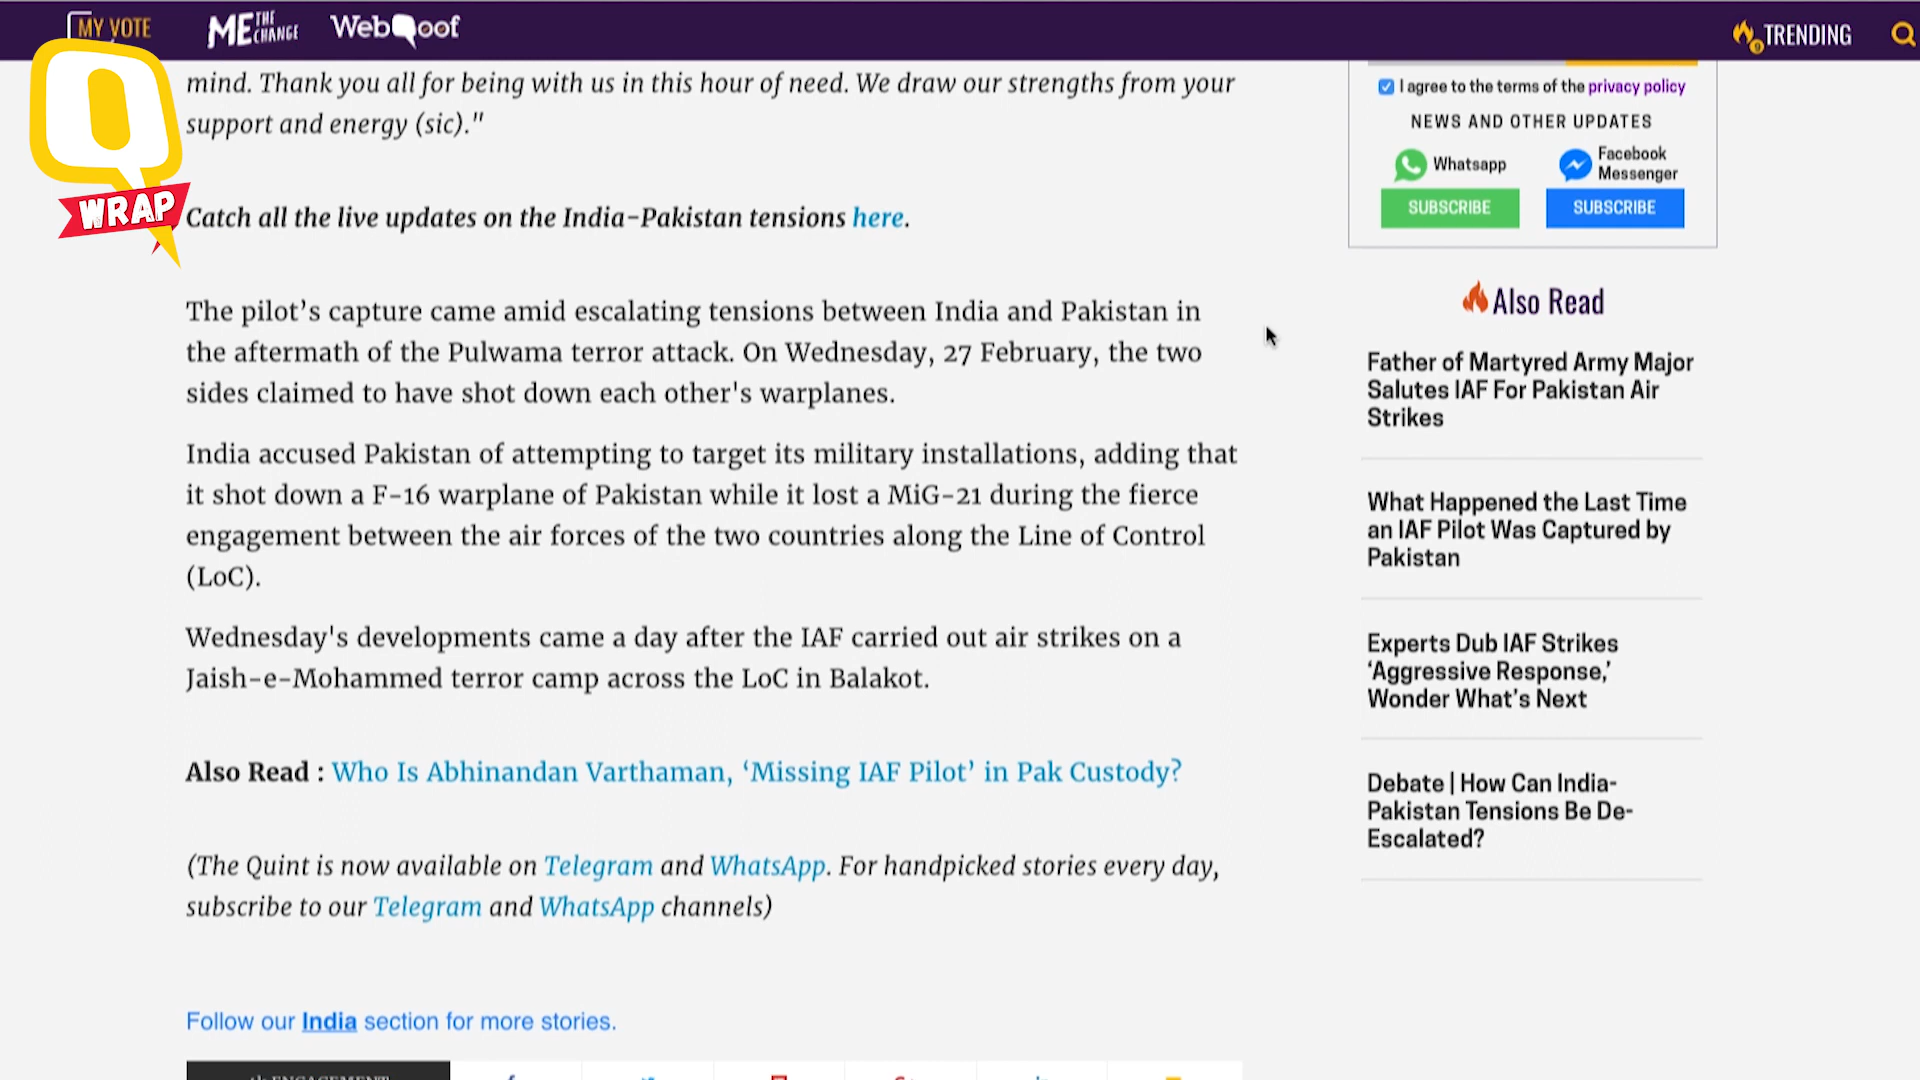 MY VOTE
ME THE CHANGE
WebQoof
TRENDING
Q
WRAP
mind. Thank you all for being with us in this hour of need. We draw our strengths from your
support and energy (sic)."
Catch all the live updates on the India-Pakistan tensions here.
The pilot’s capture came amid escalating tensions between India and Pakistan in
the aftermath of the Pulwama terror attack. On Wednesday, 27 February, the two
sides claimed to have shot down each other's warplanes.
India accused Pakistan of attempting to target its military installations, adding that
it shot down a F-16 warplane of Pakistan while it lost a MiG-21 during the fierce
engagement between the air forces of the two countries along the Line of Control
(LoC).
Wednesday's developments came a day after the IAF carried out air strikes on a
Jaish-e-Mohammed terror camp across the LoC in Balakot.
Also Read : Who Is Abhinandan Varthaman, ‘Missing IAF Pilot’ in Pak Custody?
(The Quint is now available on Telegram and WhatsApp. For handpicked stories every day,
subscribe to our Telegram and WhatsApp channels)
Follow our India section for more stories.
ENGAGEMENT
I agree to the terms of the privacy policy
NEWS AND OTHER UPDATES
Whatsapp
Facebook
Messenger
SUBSCRIBE
SUBSCRIBE
Also Read
Father of Martyred Army Major
Salutes IAF For Pakistan Air
Strikes
What Happened the Last Time
an IAF Pilot Was Captured by
Pakistan
Experts Dub IAF Strikes
‘Aggressive Response,’
Wonder What’s Next
Debate | How Can India-
Pakistan Tensions Be De-
Escalated?